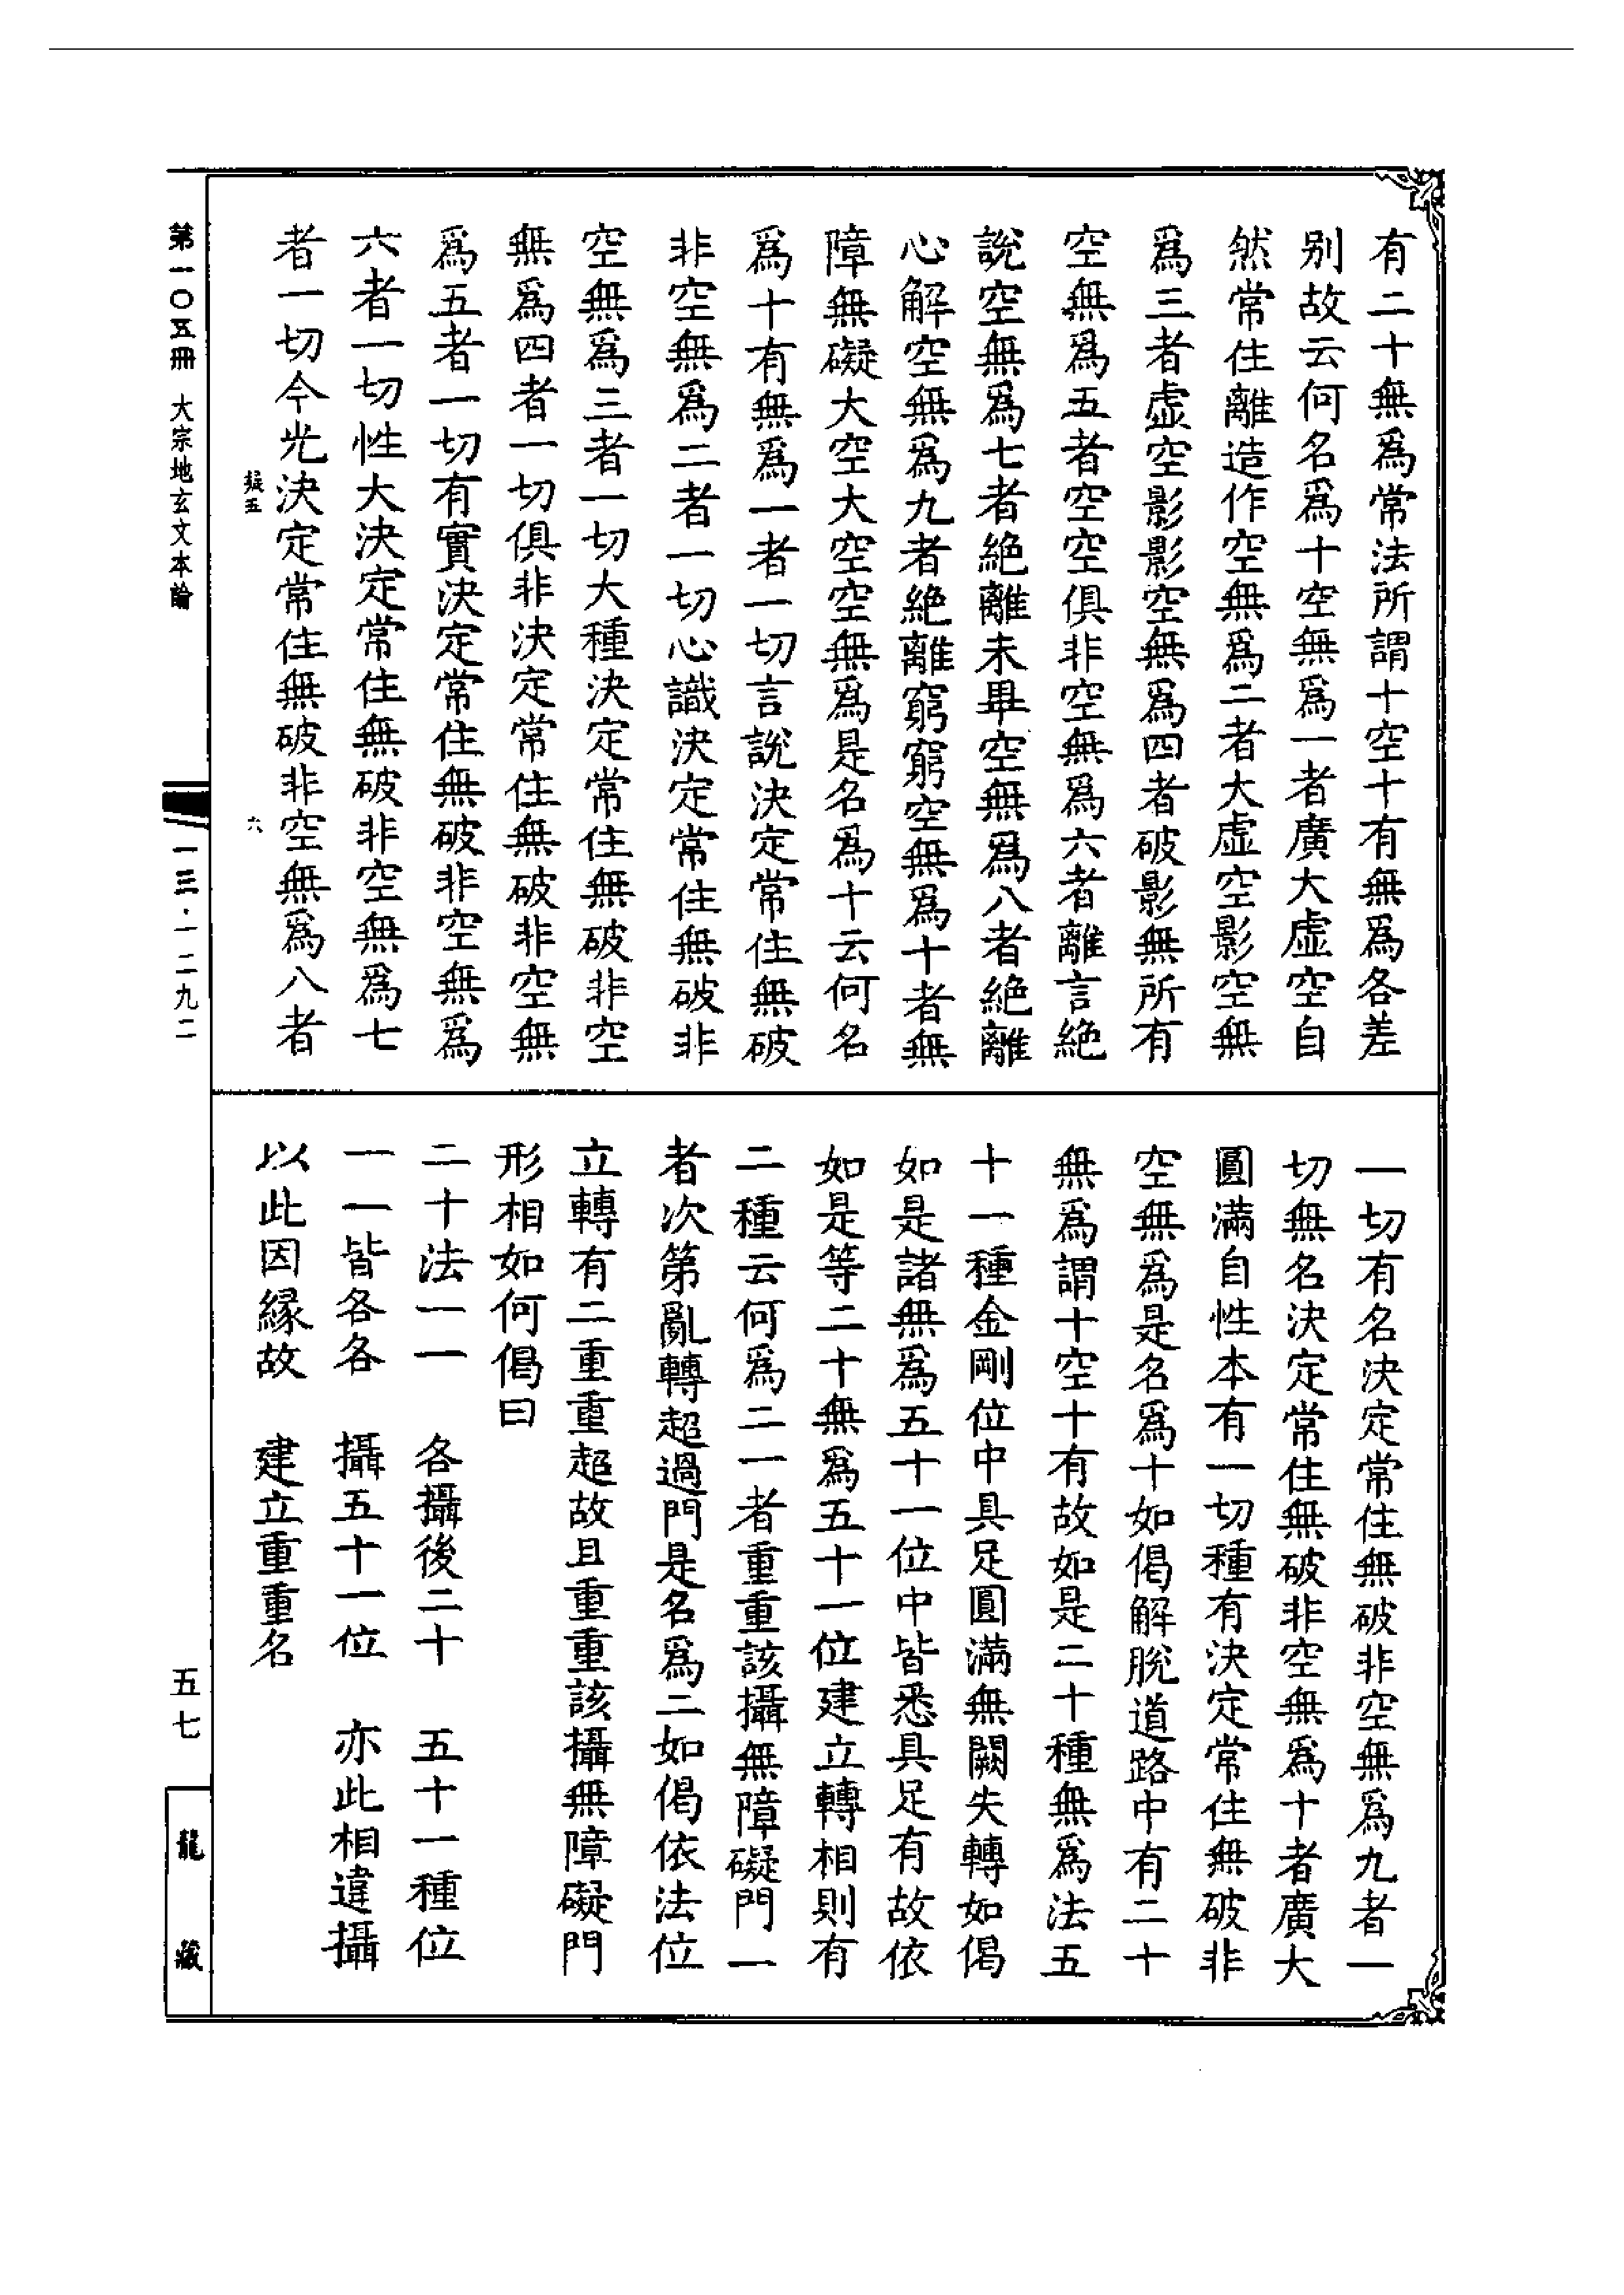 有二十無爲常法所謂十空十有無爲各差
别故云何名爲十空無爲一者廣大虛空自
然常住離造作空無爲二者大虛空影空無
爲三者虛空影影空無爲四者破影無所有
空無爲五者空空俱非空無爲六者離言絶
說空無爲七者絶離未畢空無爲八者絶離
心解空無爲九者絶離窮窮空無爲十者無
障無礙大空大空空無爲是名爲十云何名
爲十有無爲一者一切言說決定常住無破
非空無爲二者一切心識決定常住無破非
空無爲三者一切大種決定常住無破非空
無爲四者一切俱非決定常住無破非空無
爲五者一切有實決定常住無破非空無爲
六者一切性大決定常住無破非空無爲七
者一切今光決定常住無破非空無爲八者
一切有名決定常住無破非空無爲九者一
切無名決定常住無破非空無爲十者廣大
圓滿自性本有一切種有決定常住無破非
空無爲是名爲十如偈解脫道路中有二十
無爲謂十空十有故如是二十種無爲法五
十一種金剛位中具足圓滿無闕失轉如偈
如是諸無爲五十一位中皆悉具足有故依
如是等二十無爲五十一位建立轉相則有
二種云何爲二一者重重該攝無障礙門一
者次第亂轉超過門是名爲二如偈依法位
立轉有二重重超故且重重該攝無障礙門
形相如何偈曰
二十法一一 各攝後二十 五十一種位
一一皆各各 攝五十一位 亦此相違攝
以此因緣故 建立重重名
第一〇五冊 大宗地玄文本論
五
六
一三·一二九二
五七
龍藏